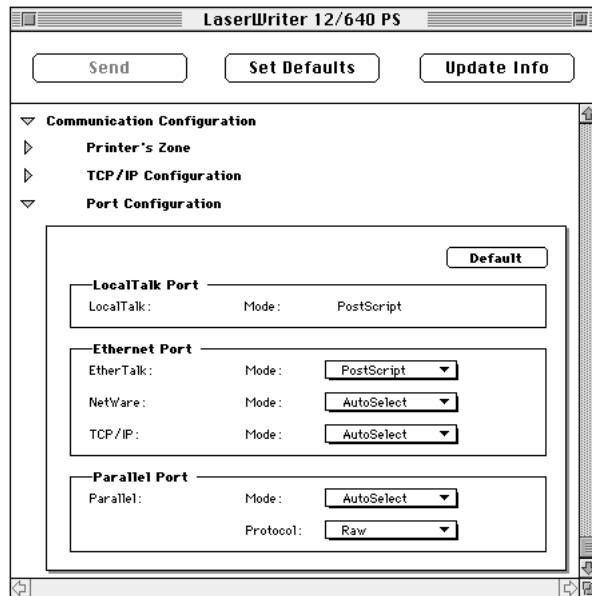 LaserWriter 12/640 PS
Send Set Defaults Update Info
Communication Configuration
Printer's Zone
TCP/IP Configuration
Port Configuration
Default
LocalTalk Port
LocalTalk: Mode: PostScript
Ethernet Port
EtherTalk: Mode: PostScript
NetWare: Mode: AutoSelect
TCP/IP: Mode: AutoSelect
Parallel Port
Parallel: Mode: AutoSelect
Protocol: Raw